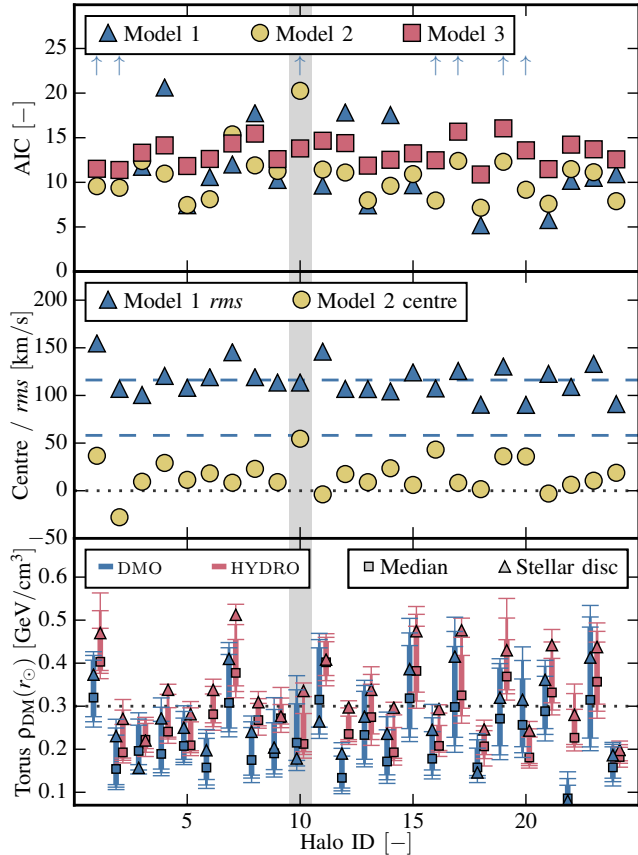 Model 1 Model 2 Model 3
30
25
20
15
10
5
0
AIC [–]
Model 1 rms Model 2 centre
200
150
100
50
0
−50
Centre / rms [km/s]
DMO HYDRO Median Stellar disc
0.6
0.5
0.4
0.3
0.2
0.1
Torus ρDM(r⊙) [GeV/cm³]
5 10 15 20
Halo ID [–]